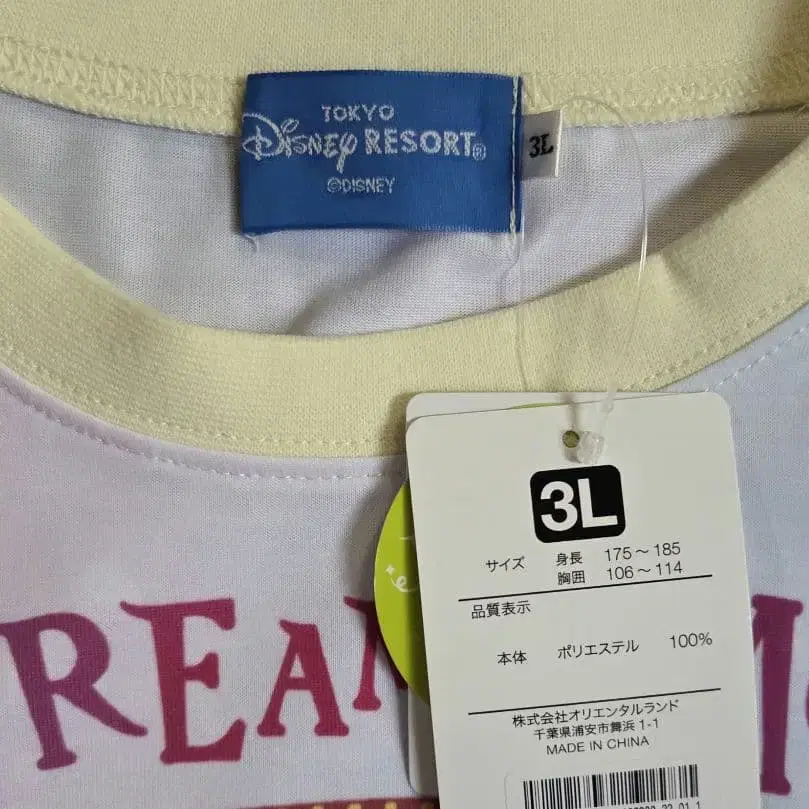 TOKYO
Disney RESORT®
©DISNEY
3L
3L
サイズ 身長 175～185
胸囲 106～114
品質表示
本体 ポリエステル 100%
株式会社オリエンタルランド
千葉県浦安市舞浜 1-1
MADE IN CHINA
REAM